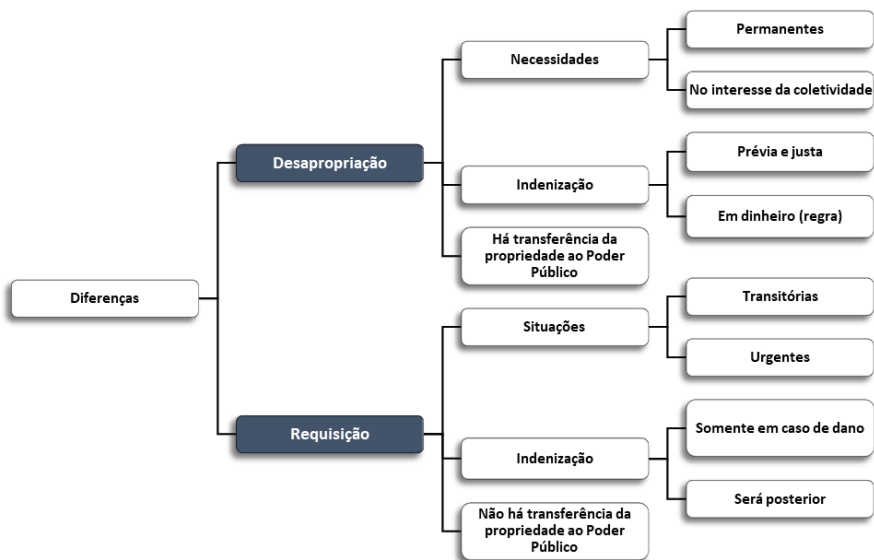 Diferenças
Desapropriação
Necessidades
Permanentes
No interesse da coletividade
Indenização
Prévia e justa
Em dinheiro (regra)
Há transferência da
propriedade ao Poder
Público
Requisição
Situações
Transitórias
Urgentes
Indenização
Somente em caso de dano
Será posterior
Não há transferência da
propriedade ao Poder
Público